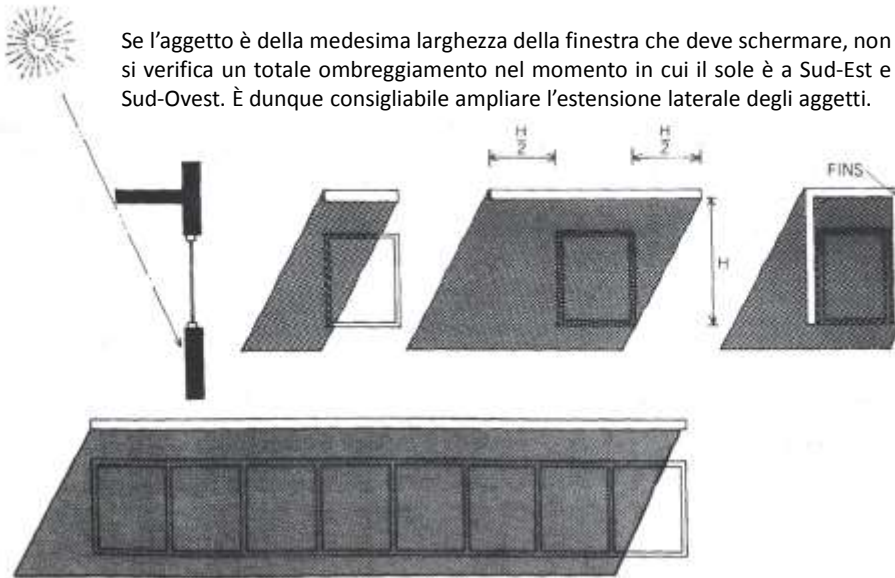 Se l’aggetto è della medesima larghezza della finestra che deve schermare, non
si verifica un totale ombreggiamento nel momento in cui il sole è a Sud-Est e
Sud-Ovest. È dunque consigliabile ampliare l’estensione laterale degli aggetti.
H
2
H
2
FINS
H